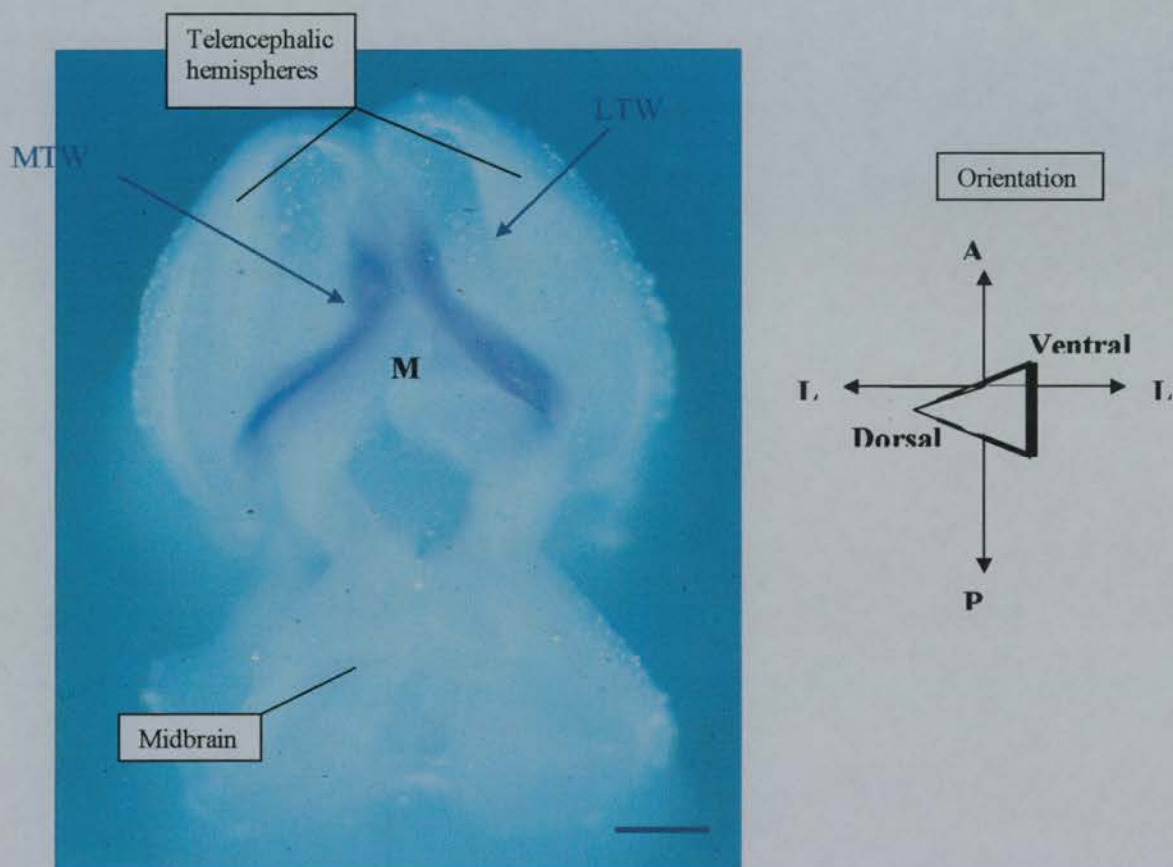 Telencephalic
hemispheres
LTW
MTW
Orientation
A
Ventral
M
L
L
Dorsal
P
Midbrain